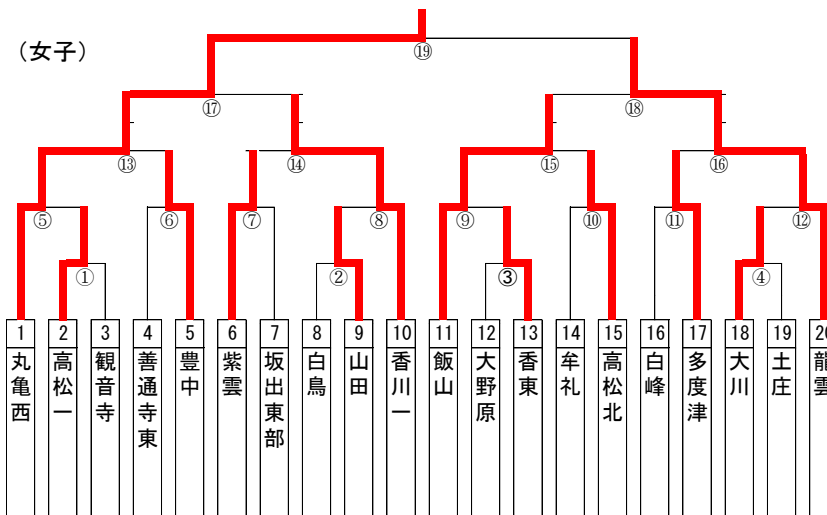 （女子）
⑲
⑰
⑱
⑬
⑭
⑮
⑯
⑤
⑥
⑦
⑧
⑨
⑩
⑪
⑫
①
②
③
④
1 丸亀西
2 高松一
3 観音寺
4 善通寺東
5 豊中
6 紫雲
7 坂出東部
8 白鳥
9 山田
10 香川一
11 飯山
12 大野原
13 香東
14 牟礼
15 高松北
16 白峰
17 多度津
18 大川
19 土庄
20 龍雲